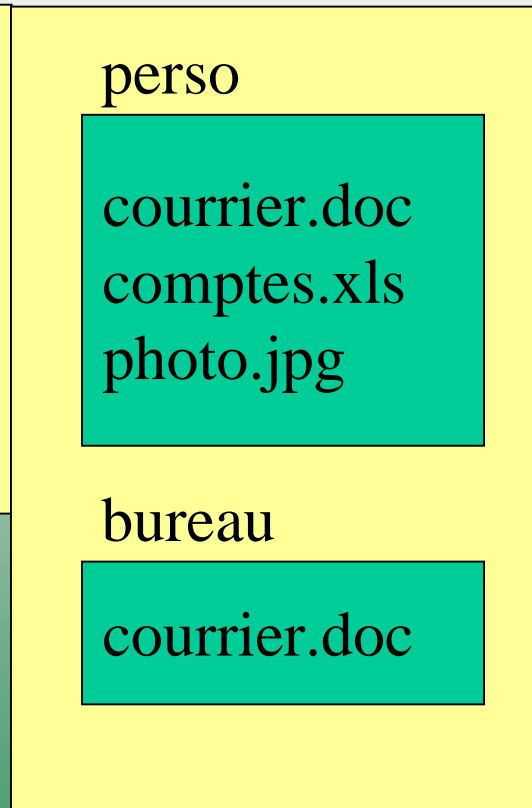 perso
courrier.doc
comptes.xls
photo.jpg
bureau
courrier.doc